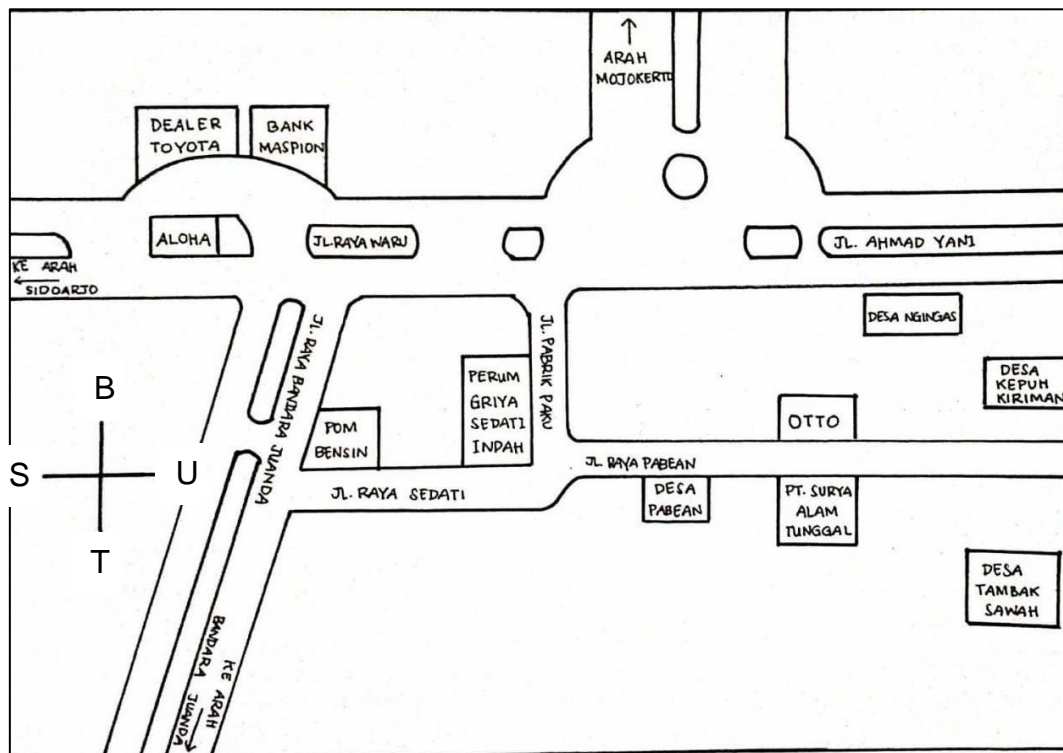 ARAH
MOJOKERTO
DEALER
TOYOTA
BANK
MASPION
ALOHA
JL. RAYA WARU
JL. AHMAD YANI
KE ARAH
SIDOARJO
DESA NGINGAS
JL. RAYA BANDARA JUANDA
JL. PABRIK PAKU
PERUM
GRIYA
SEDATI
INDAH
DESA
KEPUH
KIRIMAN
B
S
U
T
POM
BENSIN
OTTO
JL. RAYA PABEAN
JL. RAYA SEDATI
DESA
PABEAN
PT. SURYA
ALAM
TUNGGAL
DESA
TAMBAK
SAWAH
KE ARAH
BANDARA JUANDA